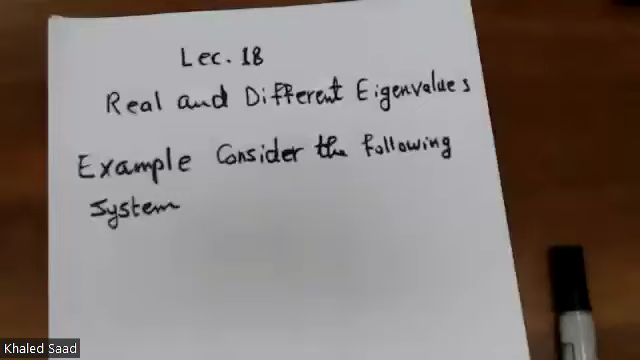 Lec. 18
Real and Different Eigenvalues
Example Consider the following
system
Khaled Saad